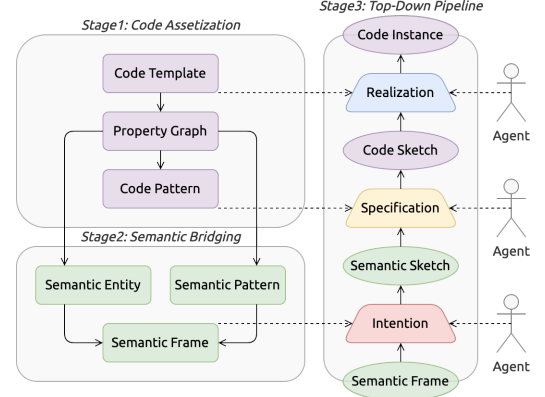 Stage1: Code Assetization
Code Template
Property Graph
Code Pattern
Stage2: Semantic Bridging
Semantic Entity
Semantic Pattern
Semantic Frame
Stage3: Top-Down Pipeline
Code Instance
Realization
Agent
Code Sketch
Specification
Agent
Semantic Sketch
Intention
Agent
Semantic Frame